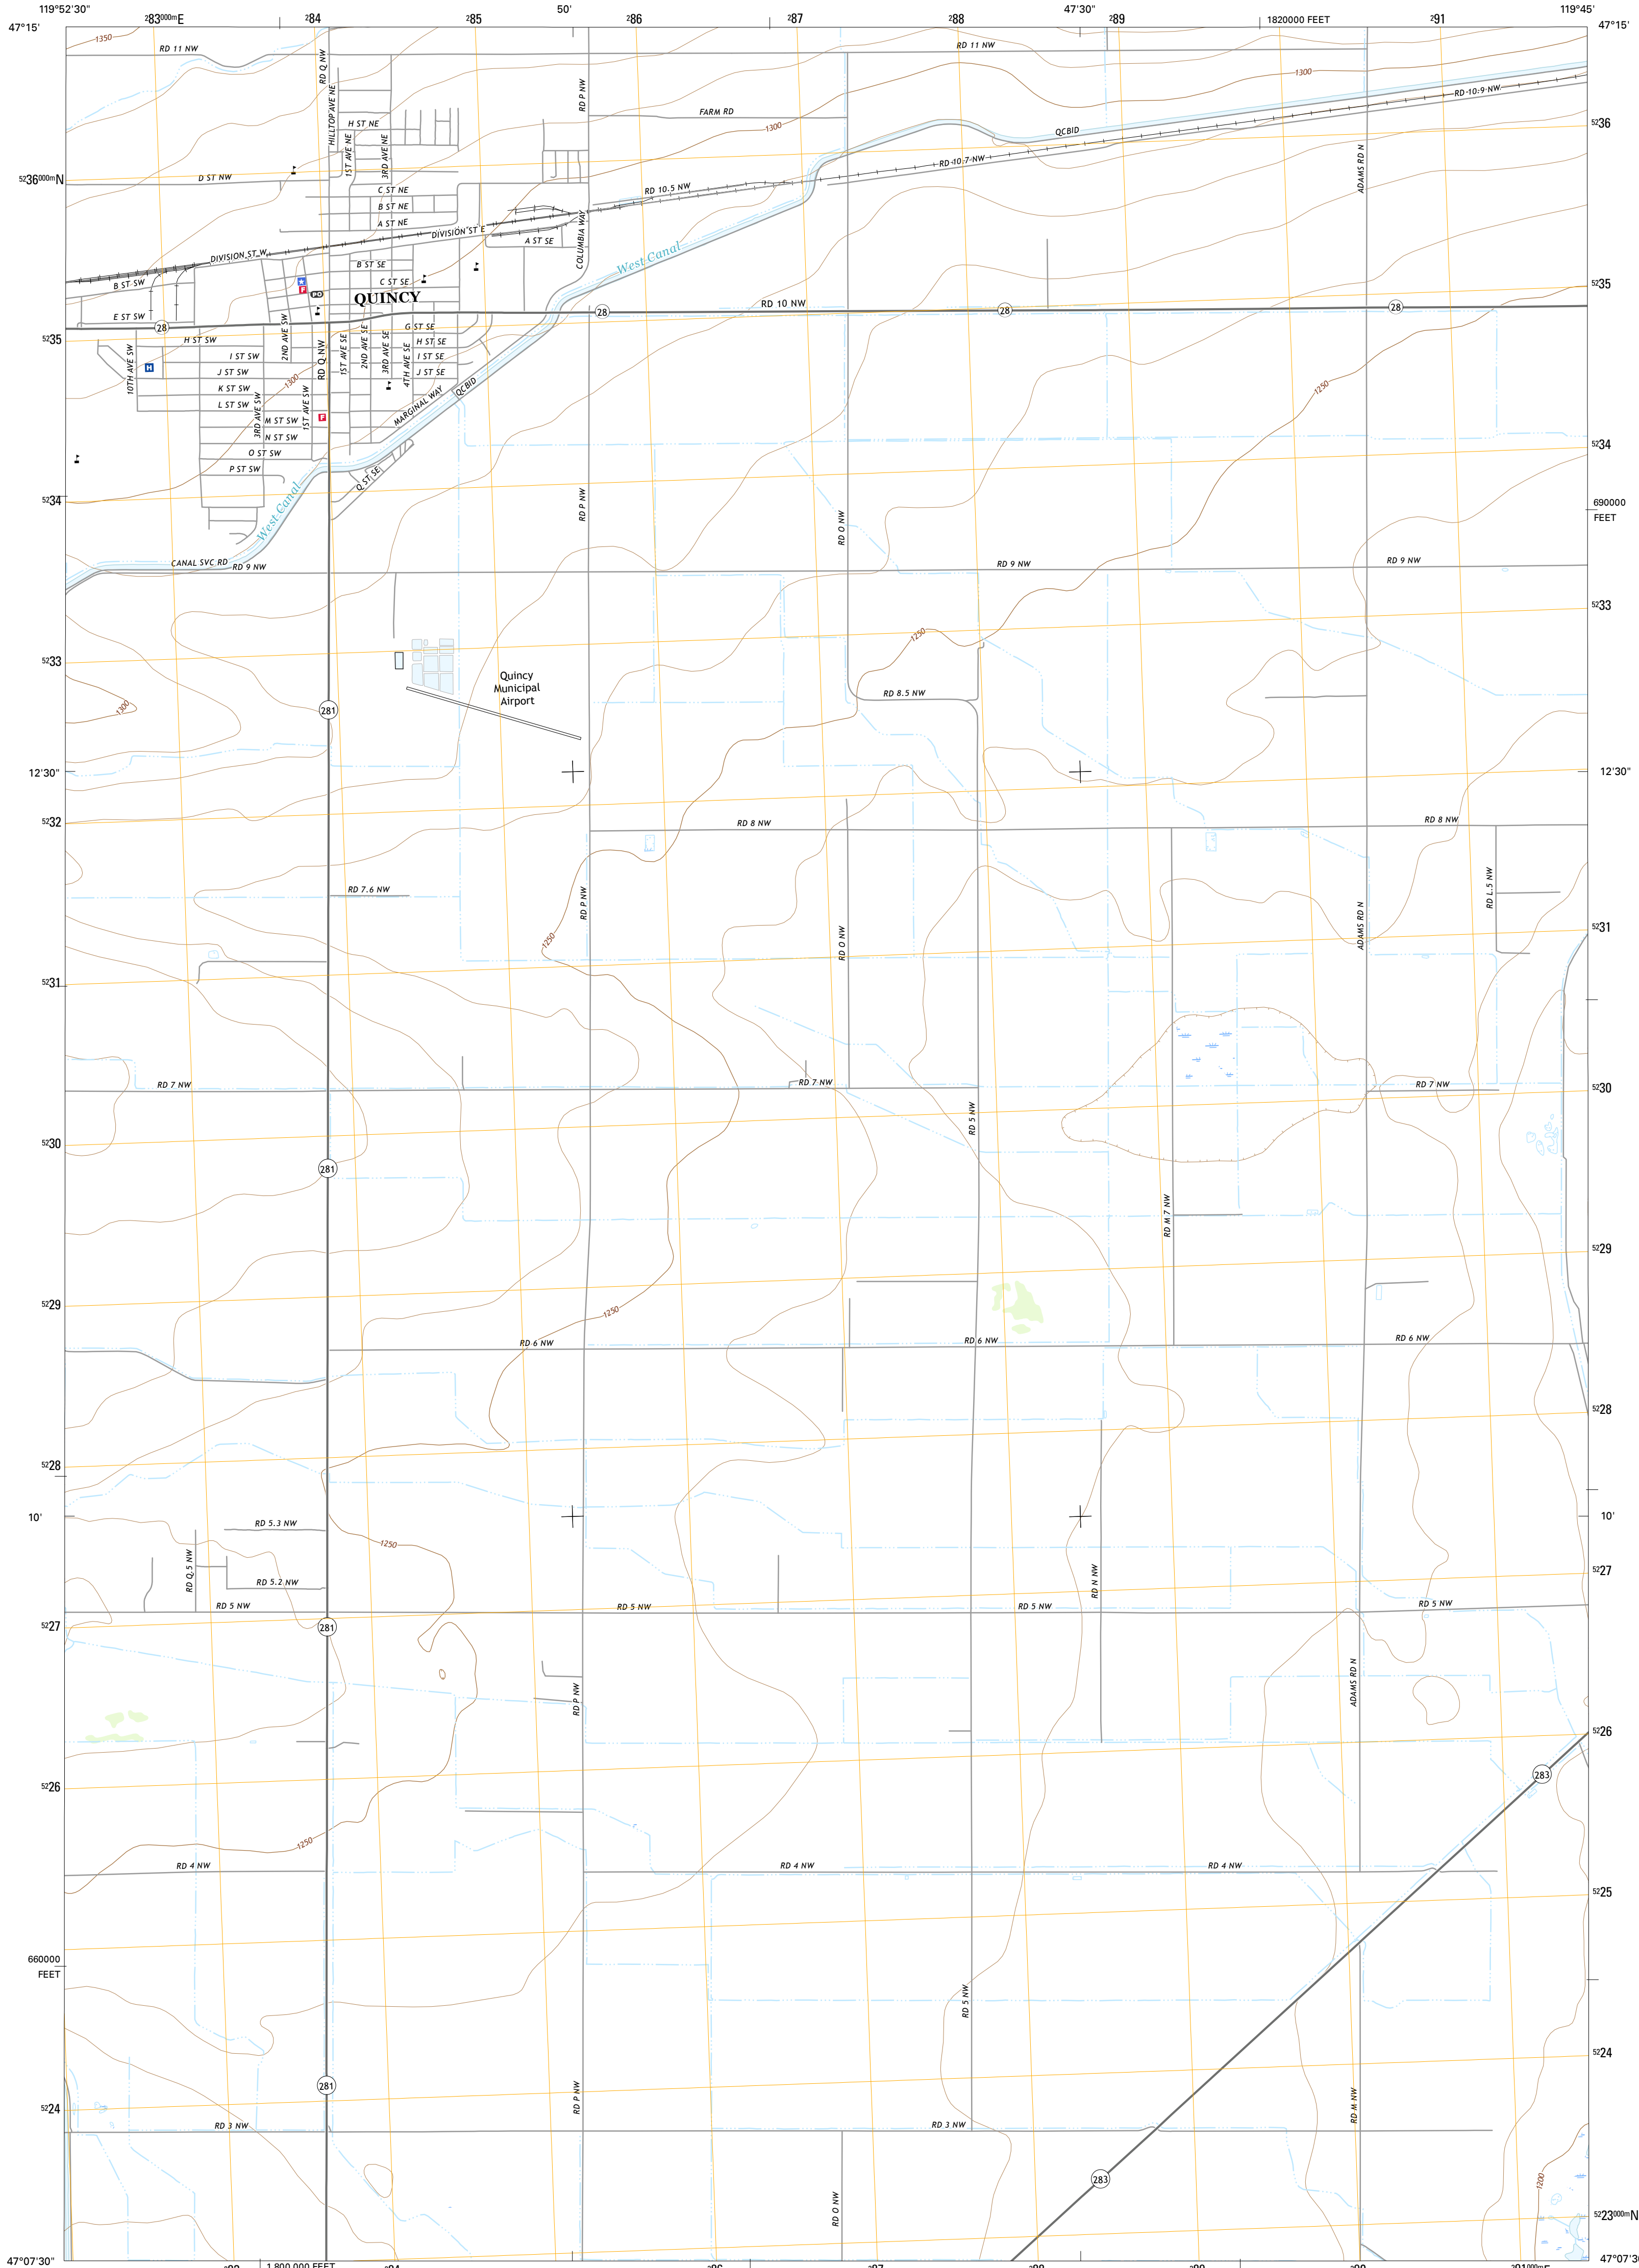 119°52'30"
283000mE
284
285
50'
286
287
288
47'30"
289
1820000 FEET
291
119°45'
47°15'
47°15'
1350
RD 11 NW
RD Q NW
RD 11 NW
1300
RD 10.9 NW
HILLTOP AVE NE
RD P NW
FARM RD
1300
H ST NE
1ST AVE NE
3RD AVE NE
QCBID
5236
RD 10.7 NW
ADAMS RD N
5236000mN
D ST NW
C ST NE
RD 10.5 NW
B ST NE
A ST NE
DIVISION ST E
COLUMBIA WAY
A ST SE
DIVISION ST W
West Canal
B ST SE
B ST SW
C ST SE
5235
F
PO
QUINCY
RD 10 NW
28
28
28
E ST SW
28
G ST SE
5235
H ST SW
2ND AVE SW
RD Q NW
1ST AVE SE
2ND AVE SE
3RD AVE SE
4TH AVE SE
H ST SE
I ST SW
I ST SE
10TH AVE SW
H
J ST SW
J ST SE
K ST SW
1300
1250
L ST SW
3RD AVE SW
1ST AVE SW
MARGINAL WAY
QCBID
M ST SW
F
N ST SW
5234
O ST SW
P ST SW
Q ST SE
5234
West Canal
RD P NW
RD O NW
690000
FEET
CANAL SVC RD
RD 9 NW
RD 9 NW
RD 9 NW
5233
1250
5233
Quincy
Municipal
Airport
RD 8.5 NW
1300
281
12'30"
12'30"
5232
RD 8 NW
RD 8 NW
RD 7.6 NW
RD P NW
RD L.5 NW
1250
RD O NW
ADAMS RD N
5231
5231
RD 7 NW
RD 7 NW
RD 7 NW
5230
RD 5 NW
5230
281
RD M 7 NW
5229
5229
1250
RD 6 NW
RD 6 NW
RD 6 NW
5228
5228
10'
10'
RD 5.3 NW
1250
RD Q.5 NW
RD 5.2 NW
RD N NW
5227
RD 5 NW
RD 5 NW
RD 5 NW
RD 5 NW
5227
281
RD P NW
ADAMS RD N
5226
283
5226
1250
RD 4 NW
RD 4 NW
RD 4 NW
5225
660000
FEET
RD 5 NW
5224
281
RD P NW
RD M NW
5224
RD 3 NW
RD 3 NW
283
1200
RD O NW
5223000mN
47°07'30"
1 800 000 FEET
47°07'3